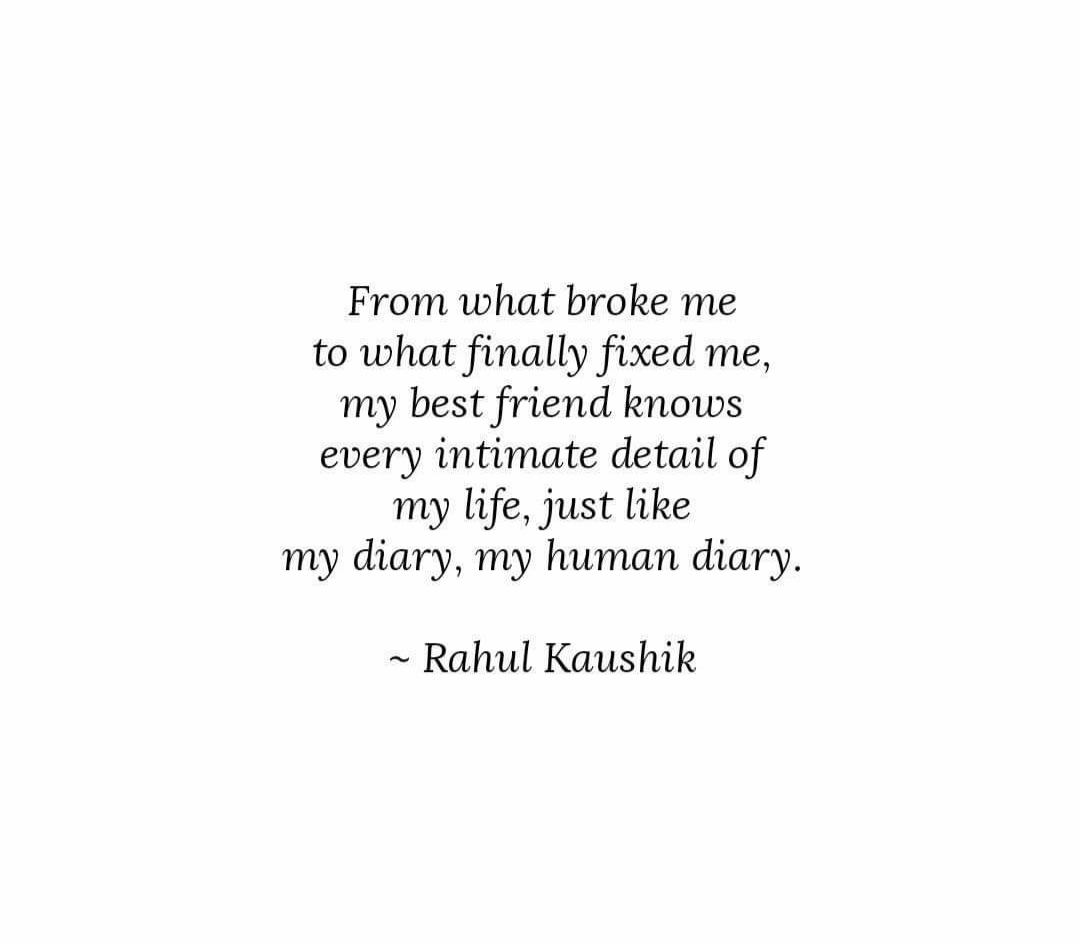 From what broke me
to what finally fixed me,
my best friend knows
every intimate detail of
my life, just like
my diary, my human diary.
~ Rahul Kaushik